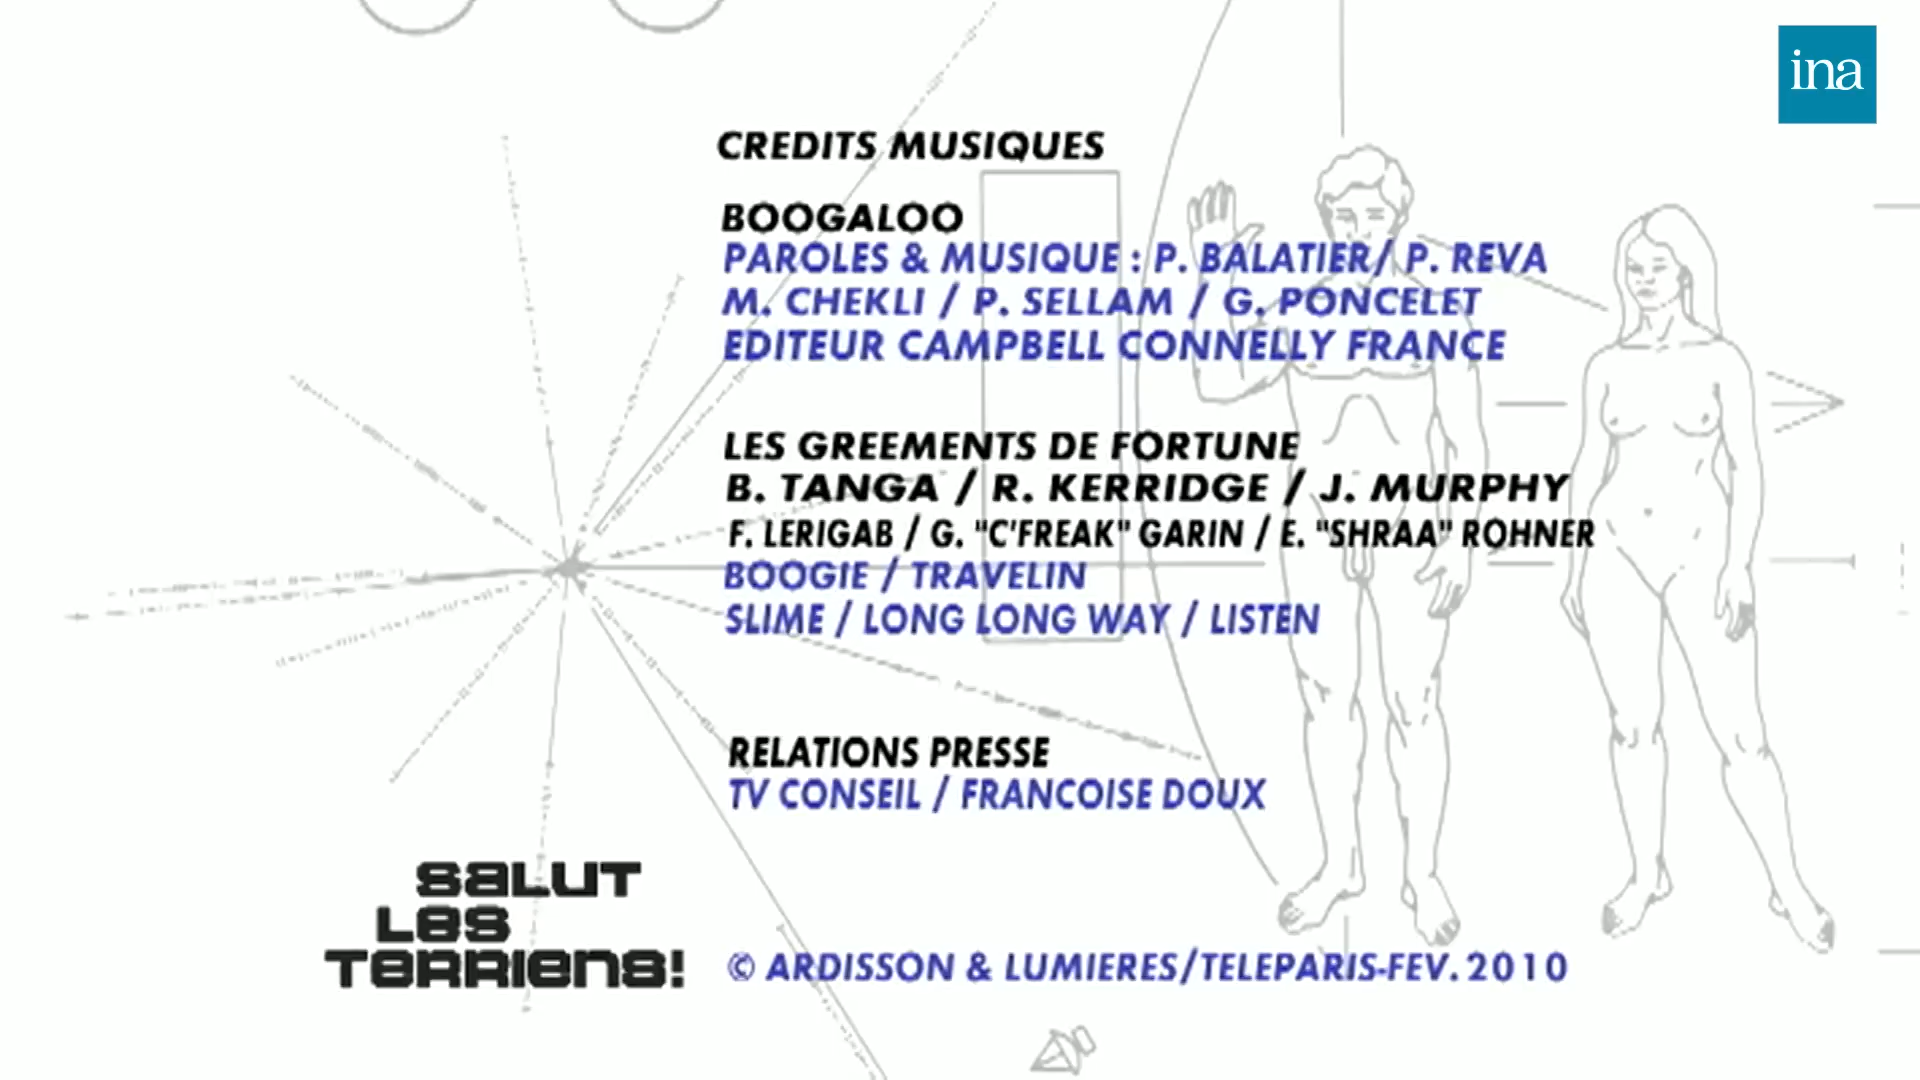 ina
CREDITS MUSIQUES
BOOGALOO
PAROLES & MUSIQUE : P. BALATIER/ P. REVA
M. CHEKLI / P. SELLAM / G. PONCELET
EDITEUR CAMPBELL CONNELLY FRANCE
LES GREEMENTS DE FORTUNE
B. TANGA / R. KERRIDGE / J. MURPHY
F. LERIGAB / G. "C'FREAK" GARIN / E. "SHRAA" ROHNER
BOOGIE / TRAVELIN
SLIME / LONG LONG WAY / LISTEN
RELATIONS PRESSE
TV CONSEIL / FRANCOISE DOUX
SALUT
LES
TERRIENS!
© ARDISSON & LUMIERES/TELEPARIS-FEV.2010